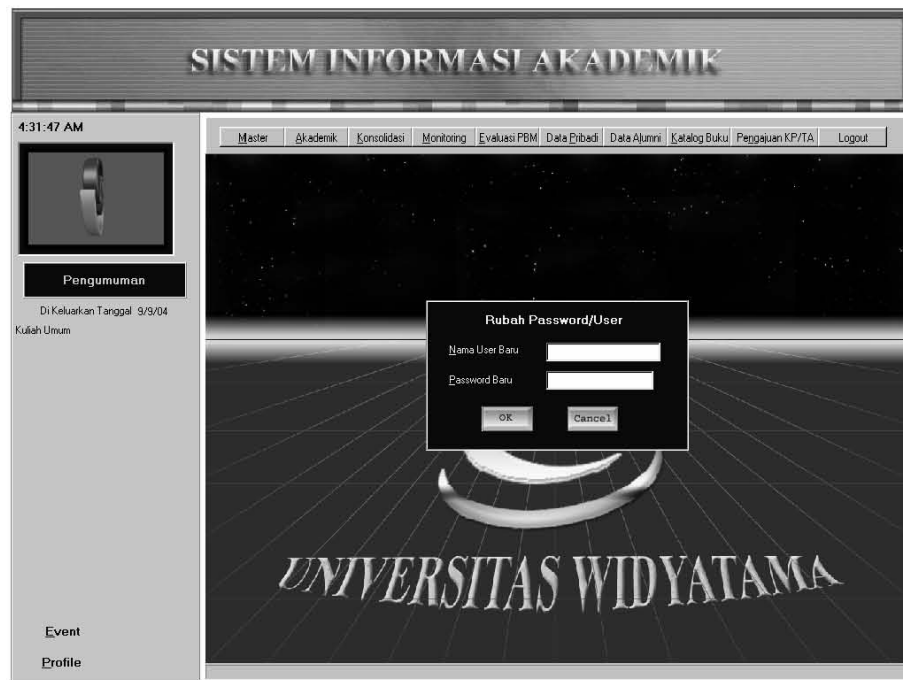 SISTEM INFORMASI AKADEMIK
4:31:47 AM
Master Akademik Konsolidasi Monitoring Evaluasi PBM Data Pribadi Data Alumni Katalog Buku Pengajuan KP/TA Logout
Pengumuman
Di Keluarkan Tanggal 9/9/04
Kuliah Umum
Rubah Password/User
Nama User Baru
Password Baru
OK Cancel
UNIVERSITAS WIDYATAMA
Event
Profile